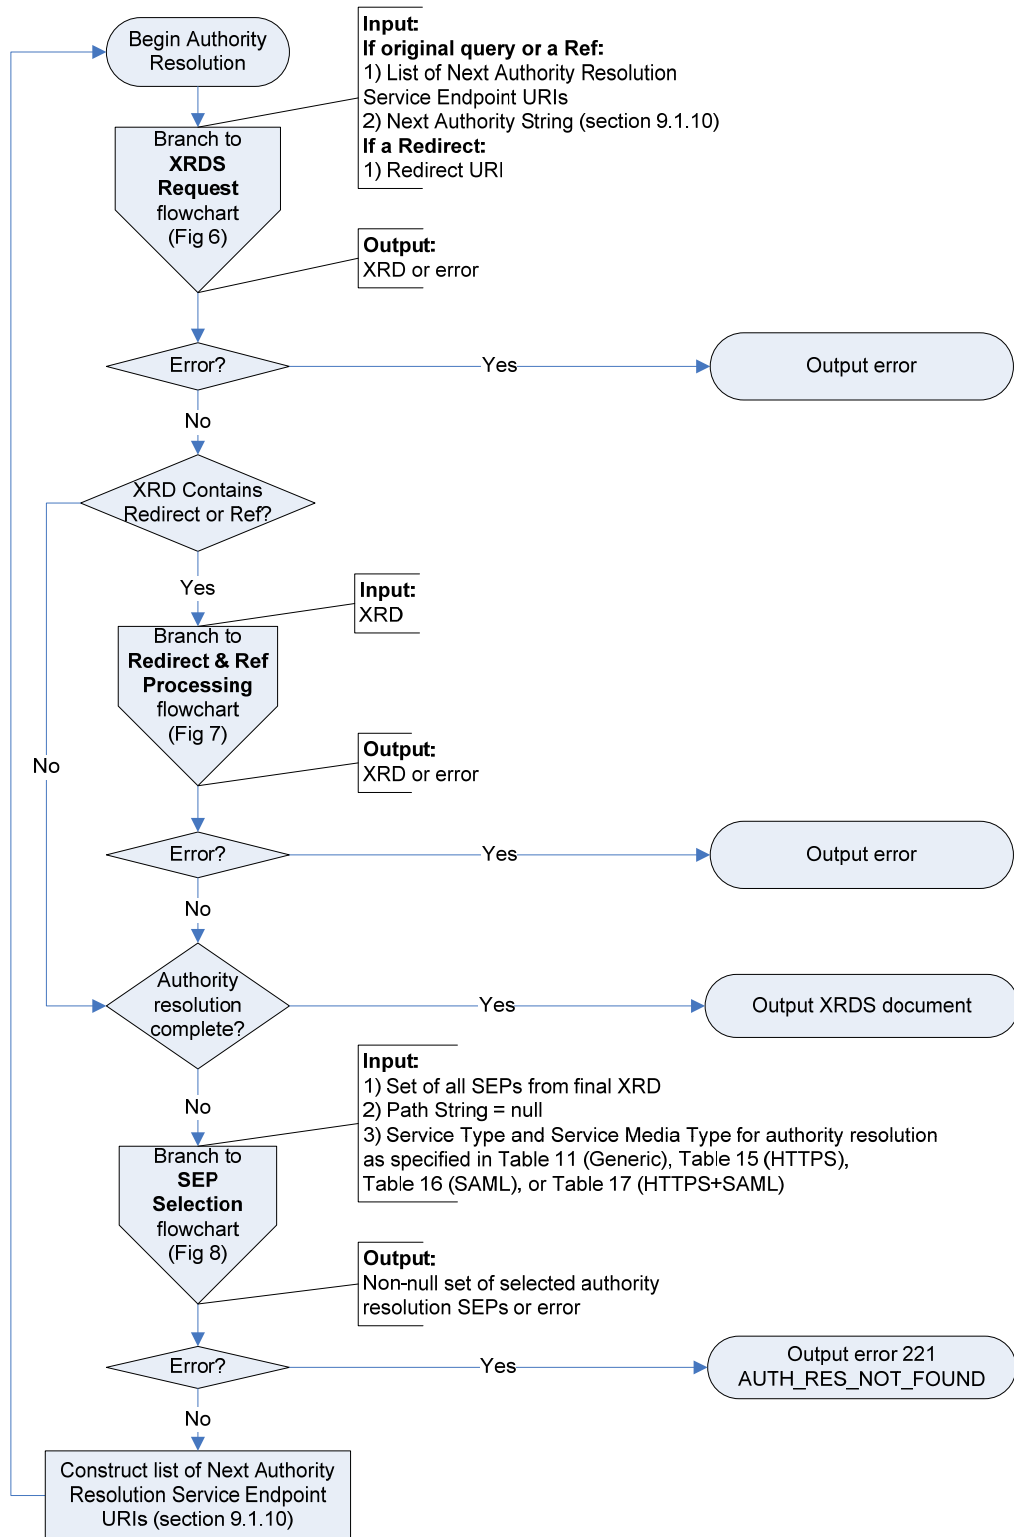 Begin Authority
Resolution
Input:
If original query or a Ref:
1) List of Next Authority Resolution
Service Endpoint URIs
2) Next Authority String (section 9.1.10)
If a Redirect:
1) Redirect URI
Branch to
XRDS
Request
flowchart
(Fig 6)
Output:
XRD or error
Error?
Yes
Output error
No
XRD Contains
Redirect or Ref?
Yes
Input:
XRD
Branch to
Redirect & Ref
Processing
flowchart
(Fig 7)
Output:
XRD or error
No
Error?
Yes
Output error
No
Authority
resolution
complete?
Yes
Output XRDS document
Input:
1) Set of all SEPs from final XRD
2) Path String = null
3) Service Type and Service Media Type for authority resolution
as specified in Table 11 (Generic), Table 15 (HTTPS),
Table 16 (SAML), or Table 17 (HTTPS+SAML)
No
Branch to
SEP
Selection
flowchart
(Fig 8)
Output:
Non-null set of selected authority
resolution SEPs or error
Error?
Yes
Output error 221
AUTH_RES_NOT_FOUND
No
Construct list of Next Authority
Resolution Service Endpoint
URIs (section 9.1.10)